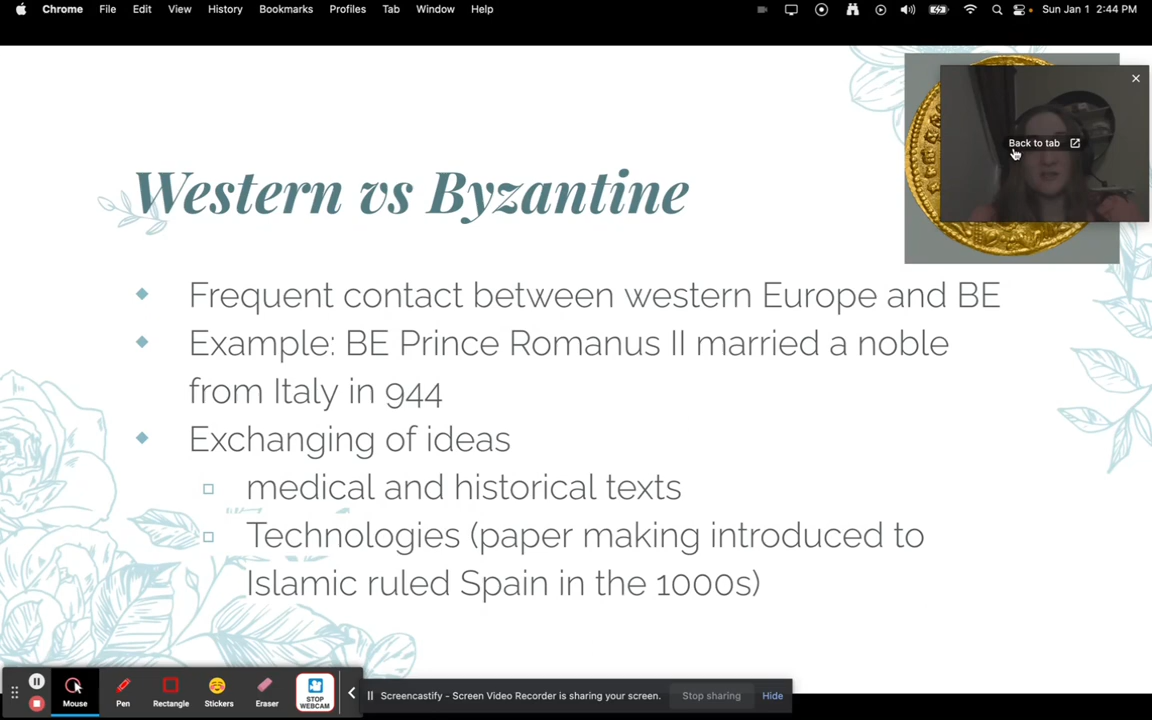 Chrome File Edit View History Bookmarks Profiles Tab Window Help Sun Jan 1 2:44 PM
Back to tab
Western vs Byzantine
Frequent contact between western Europe and BE
Example: BE Prince Romanus II married a noble
from Italy in 944
Exchanging of ideas
medical and historical texts
Technologies (paper making introduced to
Islamic ruled Spain in the 1000s)
Mouse Pen Rectangle Stickers Eraser STOP
WEBCAM
Screencastify - Screen Video Recorder is sharing your screen. Stop sharing Hide